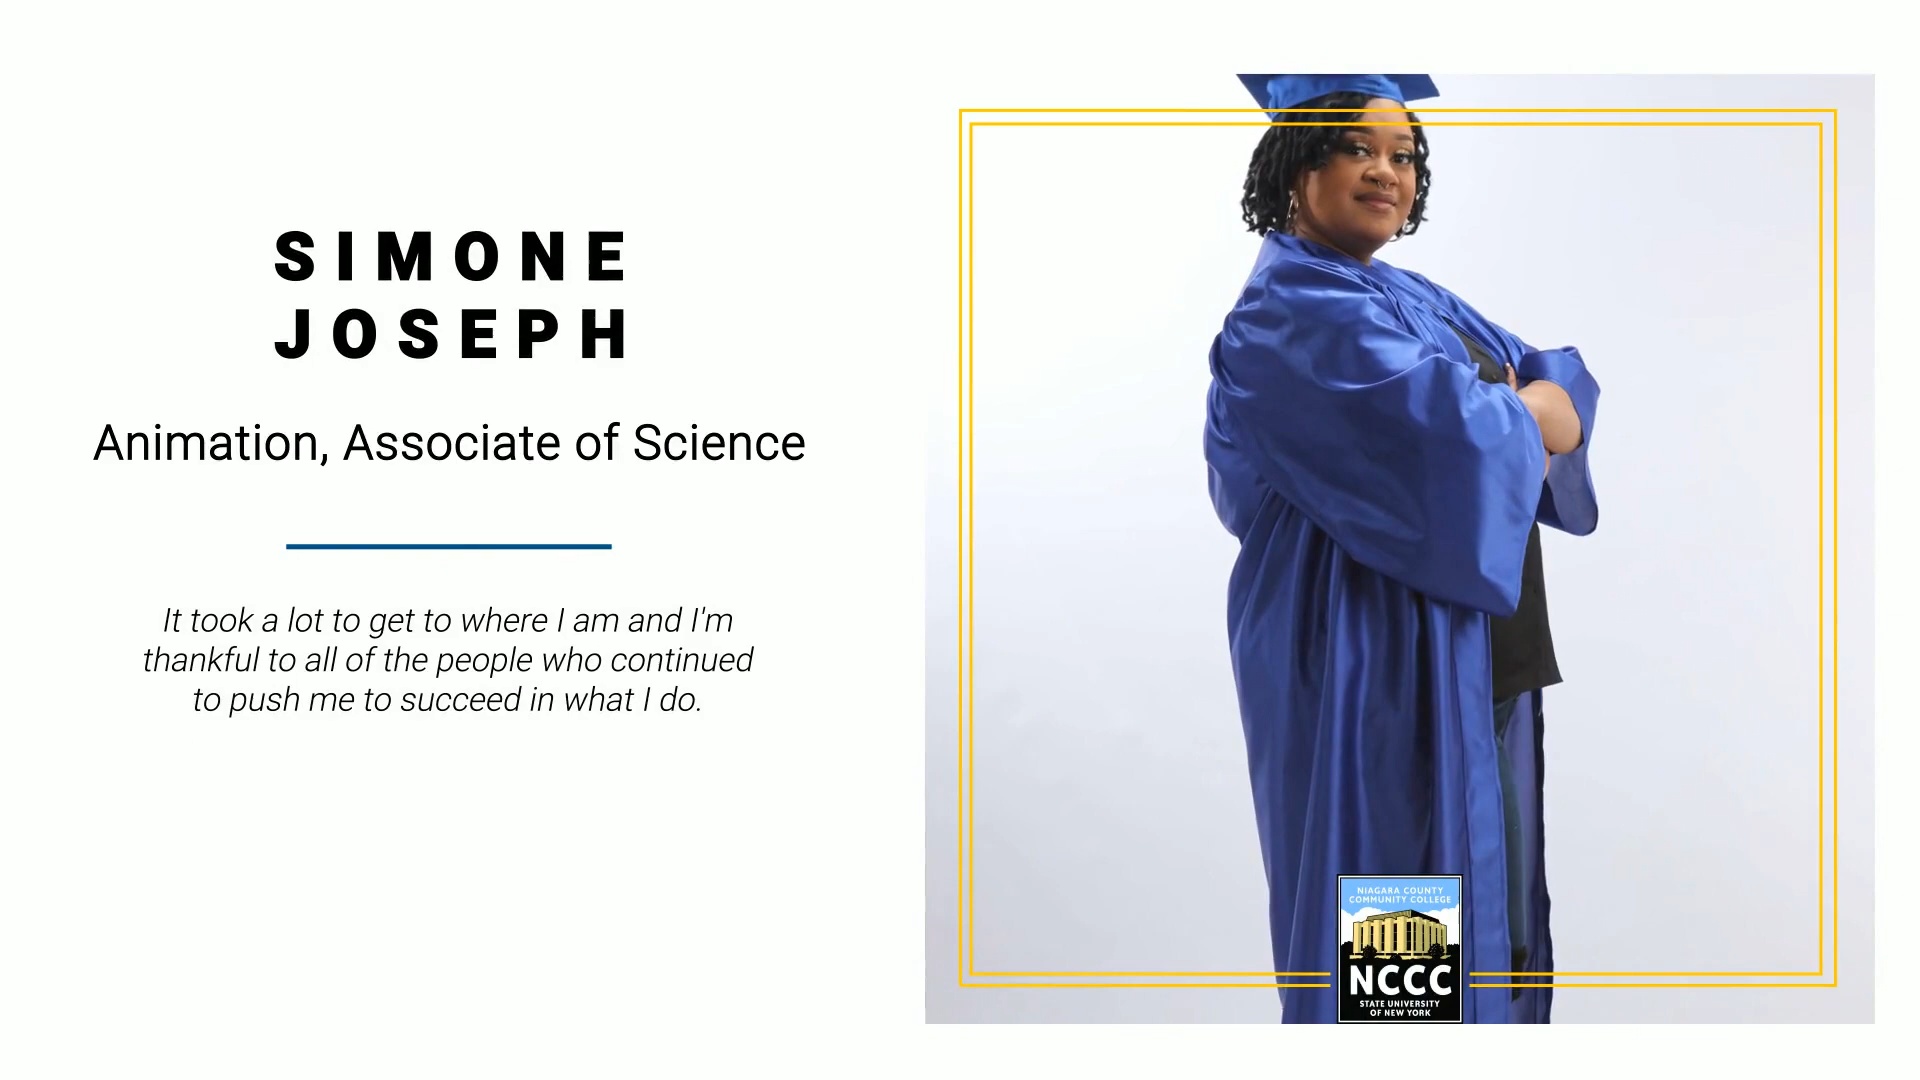 SIMONE
JOSEPH
Animation, Associate of Science
It took a lot to get to where I am and I'm
thankful to all of the people who continued
to push me to succeed in what I do.
NIAGARA COUNTY
COMMUNITY COLLEGE
NCCC
STATE UNIVERSITY
OF NEW YORK